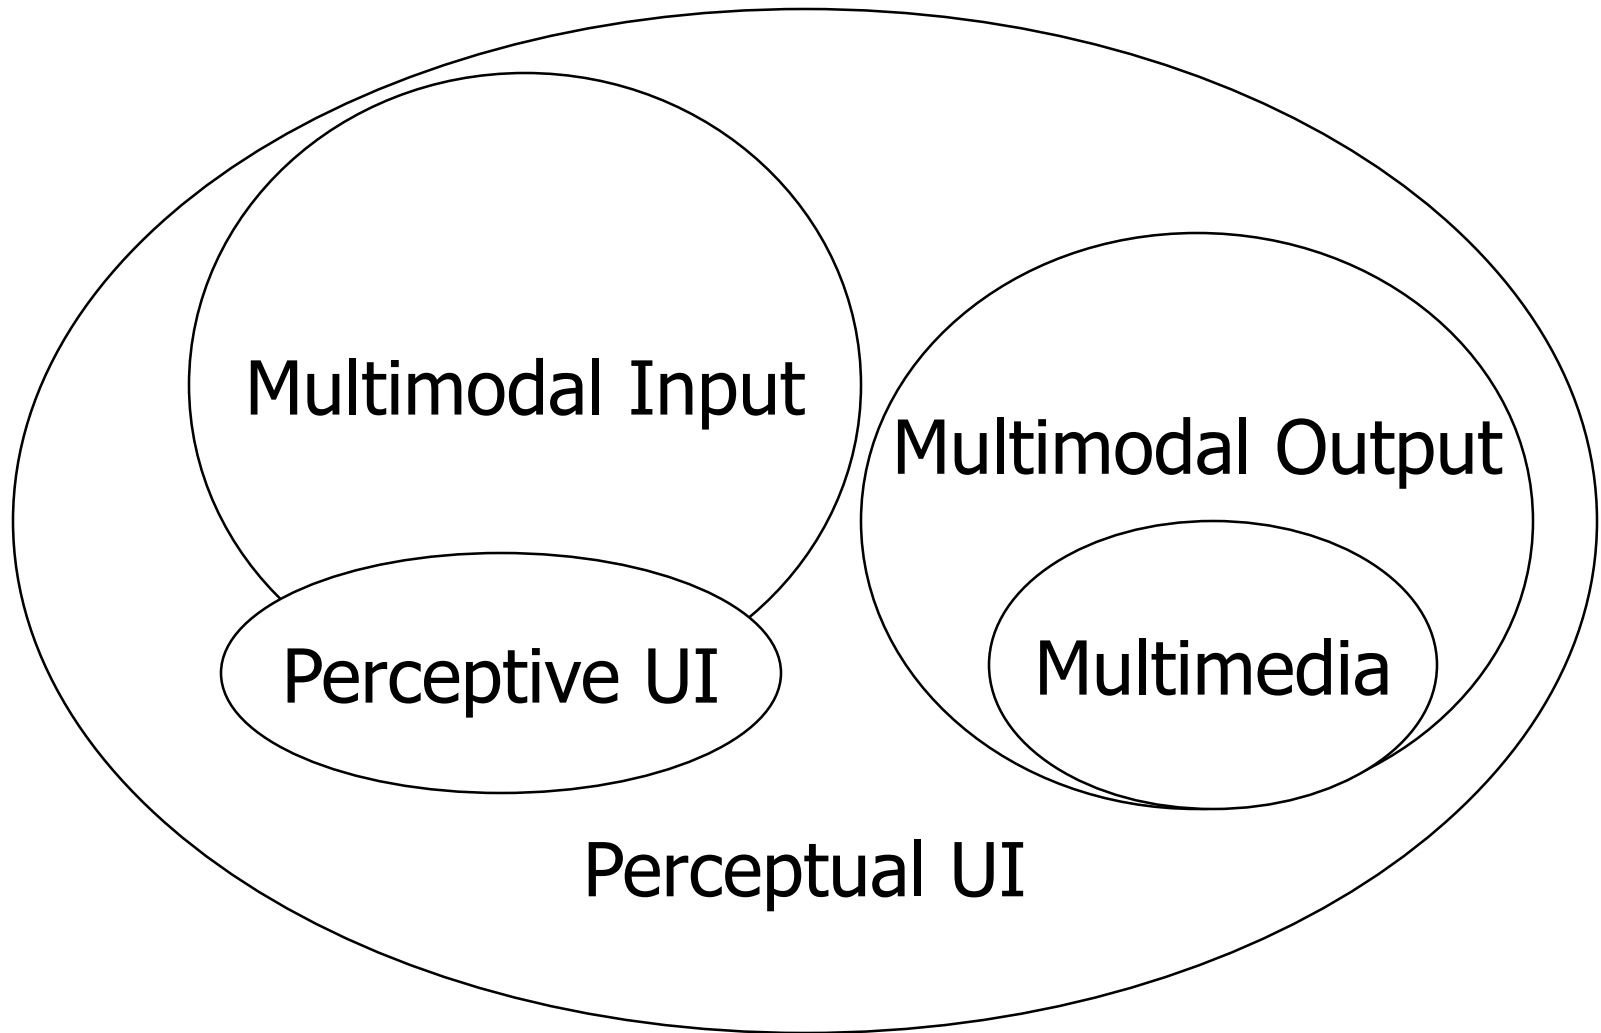 Multimodal Input
Multimodal Output
Perceptive UI
Multimedia
Perceptual UI